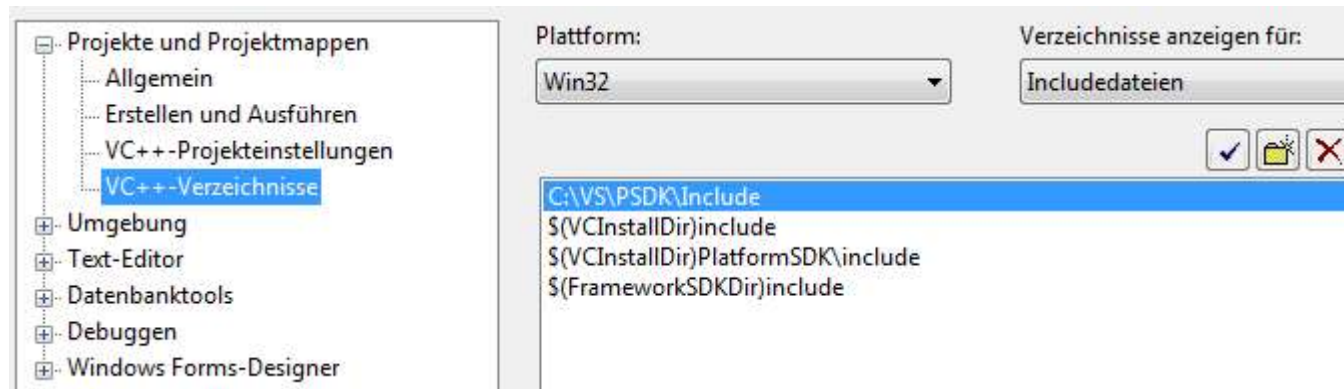 Projekte und Projektmappen
Allgemein
Erstellen und Ausführen
VC++-Projekteinstellungen
VC++-Verzeichnisse
Umgebung
Text-Editor
Datenbanktools
Debuggen
Windows Forms-Designer
Plattform:
Win32
Verzeichnisse anzeigen für:
Includedateien
C:\VS\PSDK\Include
$(VCInstallDir)include
$(VCInstallDir)PlatformSDK\include
$(FrameworkSDKDir)include